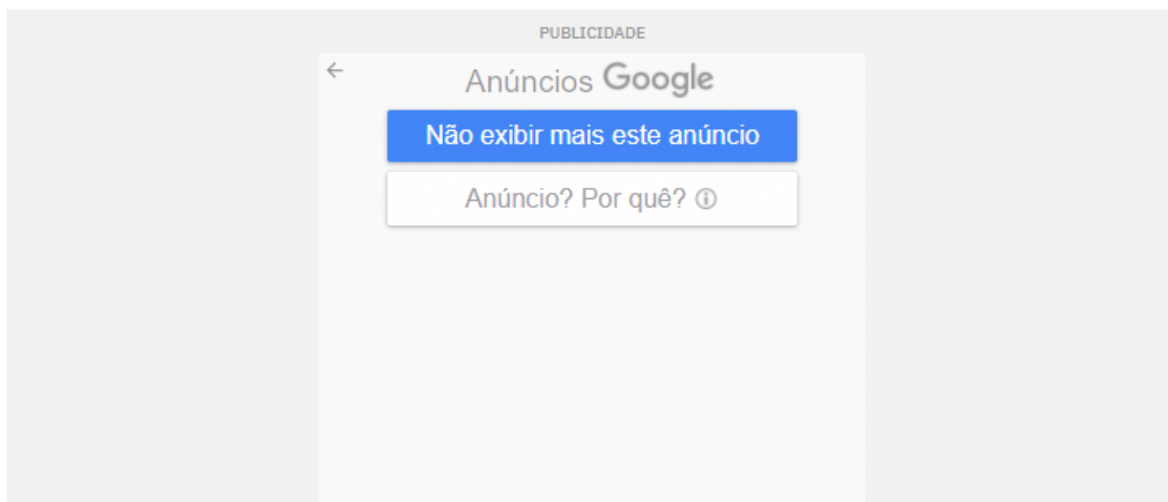 PUBLICIDADE
Anúncios Google
Não exibir mais este anúncio
Anúncio? Por quê?